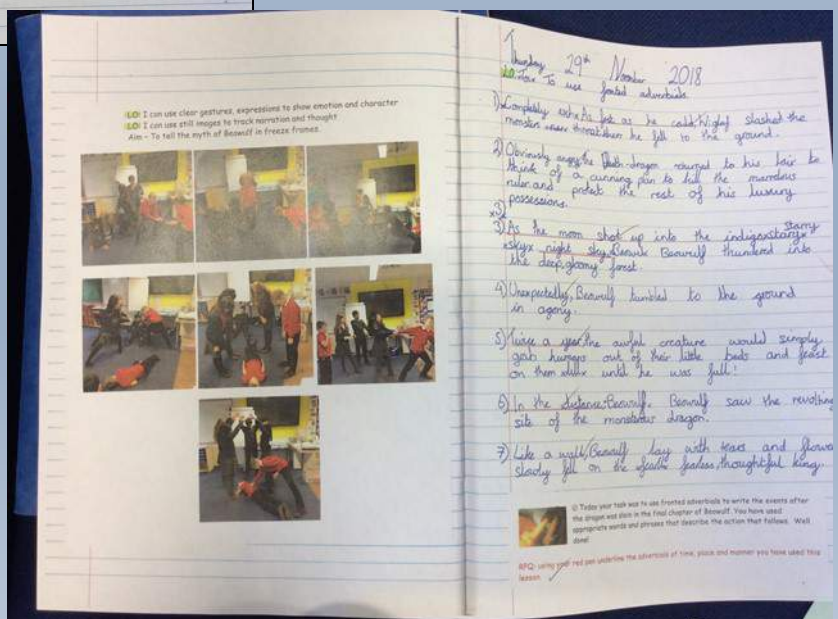 LO: I can use clear gestures, expressions to show emotion and character
LO: I can use still images to track narration and thought
Aim - To tell the myth of Beowulf in freeze frames.
Thursday 29th November 2018
LO: To use fronted adverbials.
1) Completely As fast as he could Wiglaf slashed the
monsters throat then he fell to the ground.
2) Obviously angry, the dragon rourned to his lair to
think of a cunning pan to kill the marvelous
ruler and protect the rest of his luxury
possessions.
3)
3) As the moon shot up into the indigo starry
sky night sky, Beowulf thundered into
the deep, gloomy forest.
4) Unexpectedly, Beowulf tumbled to the ground
in agony.
5) Twice a year, the awful creature would simply
grab humans out of their little beds and feast
on them until he was full!
6) In the distance, Beowulf. Beowulf saw the revolting
site of the monstrous dragon.
7) Like a wall, Beowulf lay with tears and flowe
slowly fell on the fearless, thoughtful king.
☺ Today your task was to use fronted adverbials to write the events after
the dragon was slain in the final chapter of Beowulf. You have used
appropriate words and phrases that describe the action that follows. Well
done!
RFQ: using your red pen underline the adverbials of time, place and manner you have used this
lesson.